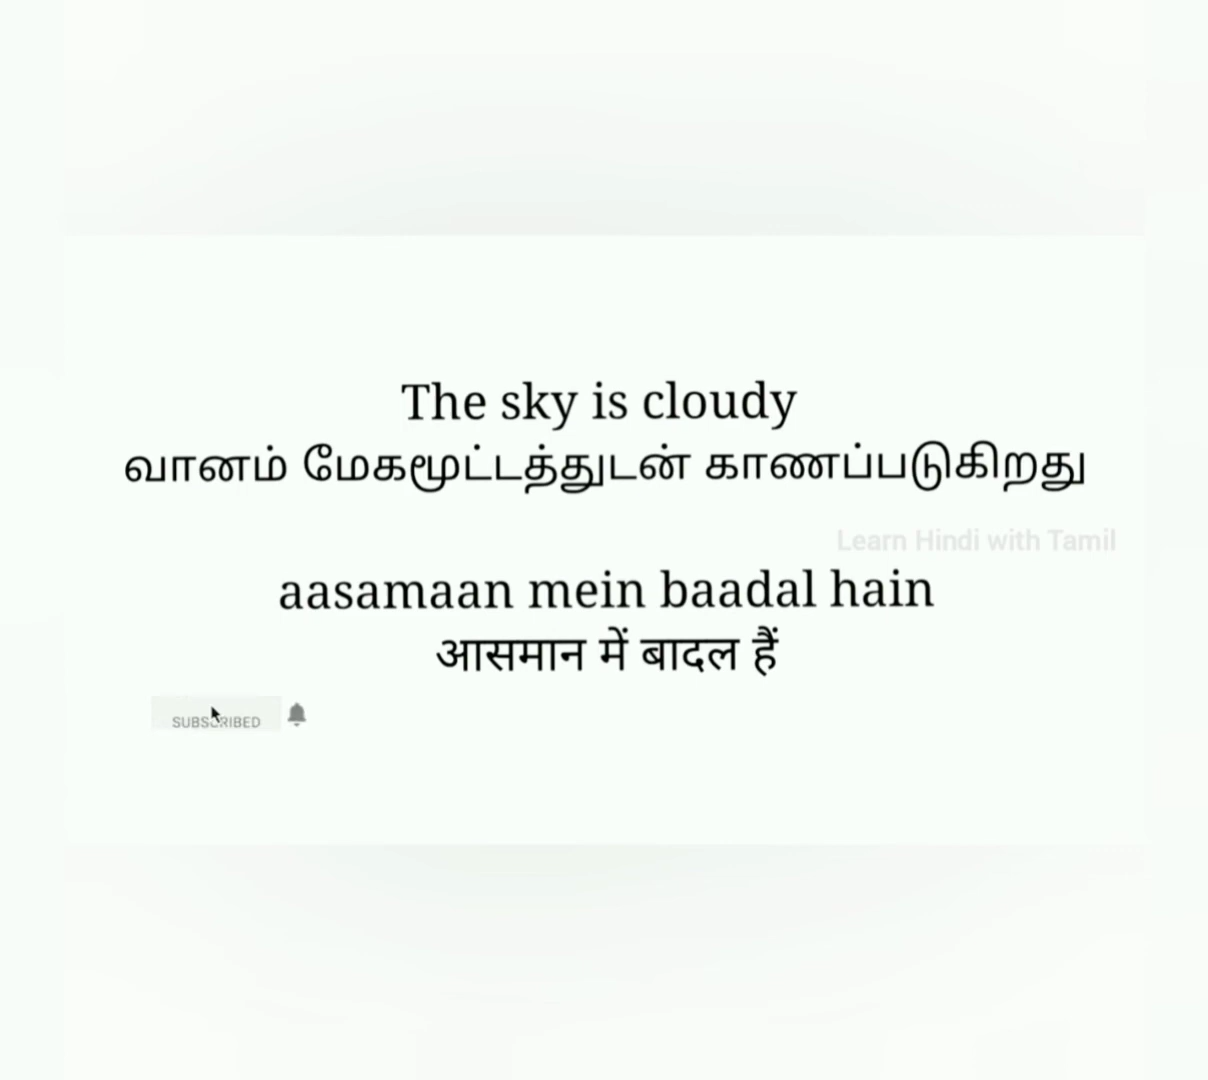 The sky is cloudy
வானம் மேகமூட்டத்துடன் காணப்படுகிறது
Learn Hindi with Tamil
aasamaan mein baadal hain
आसमान में बादल हैं
SUBSCRIBED